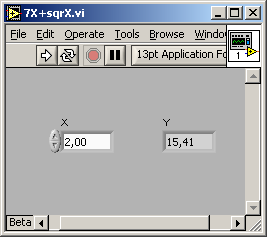 7X+sqrX.vi
File Edit Operate Tools Browse Window
13pt Application Fo
1
X Y
2,00 15,41
Beta